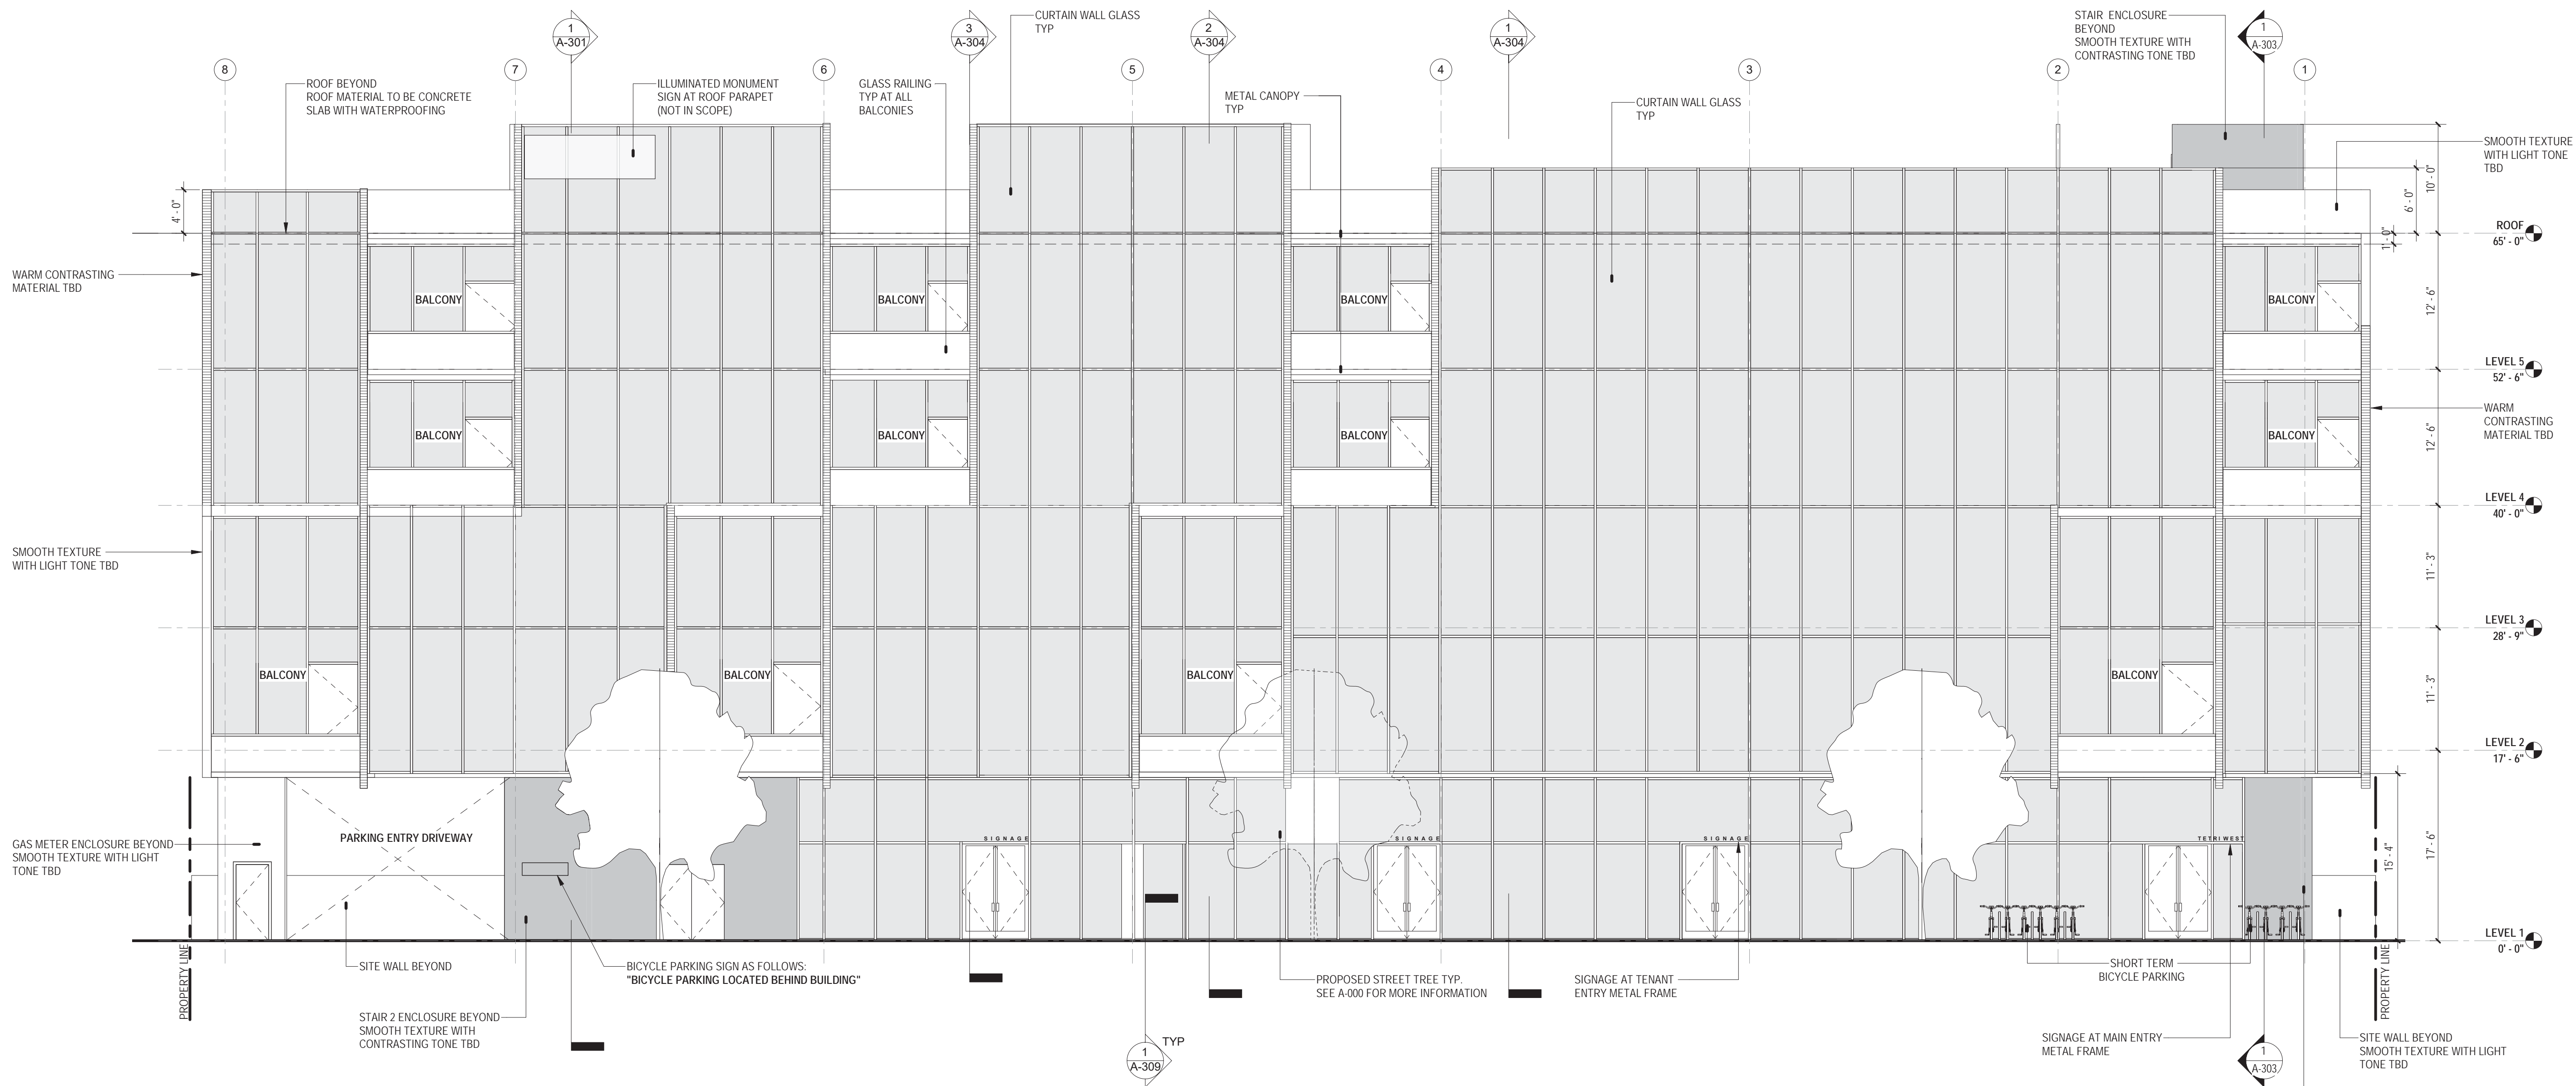 1
A-301
3
A-304
CURTAIN WALL GLASS
TYP
2
A-304
1
A-304
STAIR ENCLOSURE
BEYOND
SMOOTH TEXTURE WITH
CONTRASTING TONE TBD
1
A-303
8
7
6
5
4
3
2
1
ROOF BEYOND
ROOF MATERIAL TO BE CONCRETE
SLAB WITH WATERPROOFING
ILLUMINATED MONUMENT
SIGN AT ROOF PARAPET
(NOT IN SCOPE)
GLASS RAILING
TYP AT ALL
BALCONIES
METAL CANOPY
TYP
CURTAIN WALL GLASS
TYP
SMOOTH TEXTURE
WITH LIGHT TONE
TBD
4' - 0"
6' - 0"
10' - 0"
1' - 0"
ROOF
65' - 0"
WARM CONTRASTING
MATERIAL TBD
BALCONY
BALCONY
BALCONY
BALCONY
12' - 6"
LEVEL 5
52' - 6"
WARM
CONTRASTING
MATERIAL TBD
BALCONY
BALCONY
BALCONY
BALCONY
12' - 6"
LEVEL 4
40' - 0"
SMOOTH TEXTURE
WITH LIGHT TONE TBD
11' - 3"
LEVEL 3
28' - 9"
BALCONY
BALCONY
BALCONY
BALCONY
11' - 3"
LEVEL 2
17' - 6"
GAS METER ENCLOSURE BEYOND
SMOOTH TEXTURE WITH LIGHT
TONE TBD
PARKING ENTRY DRIVEWAY
SIGNAGE
SIGNAGE
SIGNAGE
TETRI WEST
15' - 4"
17' - 6"
LEVEL 1
0' - 0"
PROPERTY LINE
SITE WALL BEYOND
BICYCLE PARKING SIGN AS FOLLOWS:
"BICYCLE PARKING LOCATED BEHIND BUILDING"
PROPOSED STREET TREE TYP.
SEE A-000 FOR MORE INFORMATION
SIGNAGE AT TENANT
ENTRY METAL FRAME
SHORT TERM
BICYCLE PARKING
PROPERTY LINE
STAIR 2 ENCLOSURE BEYOND
SMOOTH TEXTURE WITH
CONTRASTING TONE TBD
1
A-309
TYP
SIGNAGE AT MAIN ENTRY
METAL FRAME
1
A-303
SITE WALL BEYOND
SMOOTH TEXTURE WITH LIGHT
TONE TBD